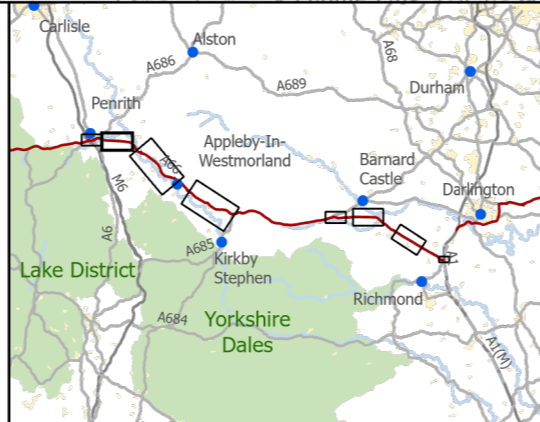 Carlisle
Alston
A686
A68
A689
Durham
Penrith
Appleby-In-
Westmorland
A66
Barnard
Castle
Darlington
M6
A6
A685
Lake District
Kirkby
Stephen
Richmond
A684
Yorkshire
Dales
A1(M)